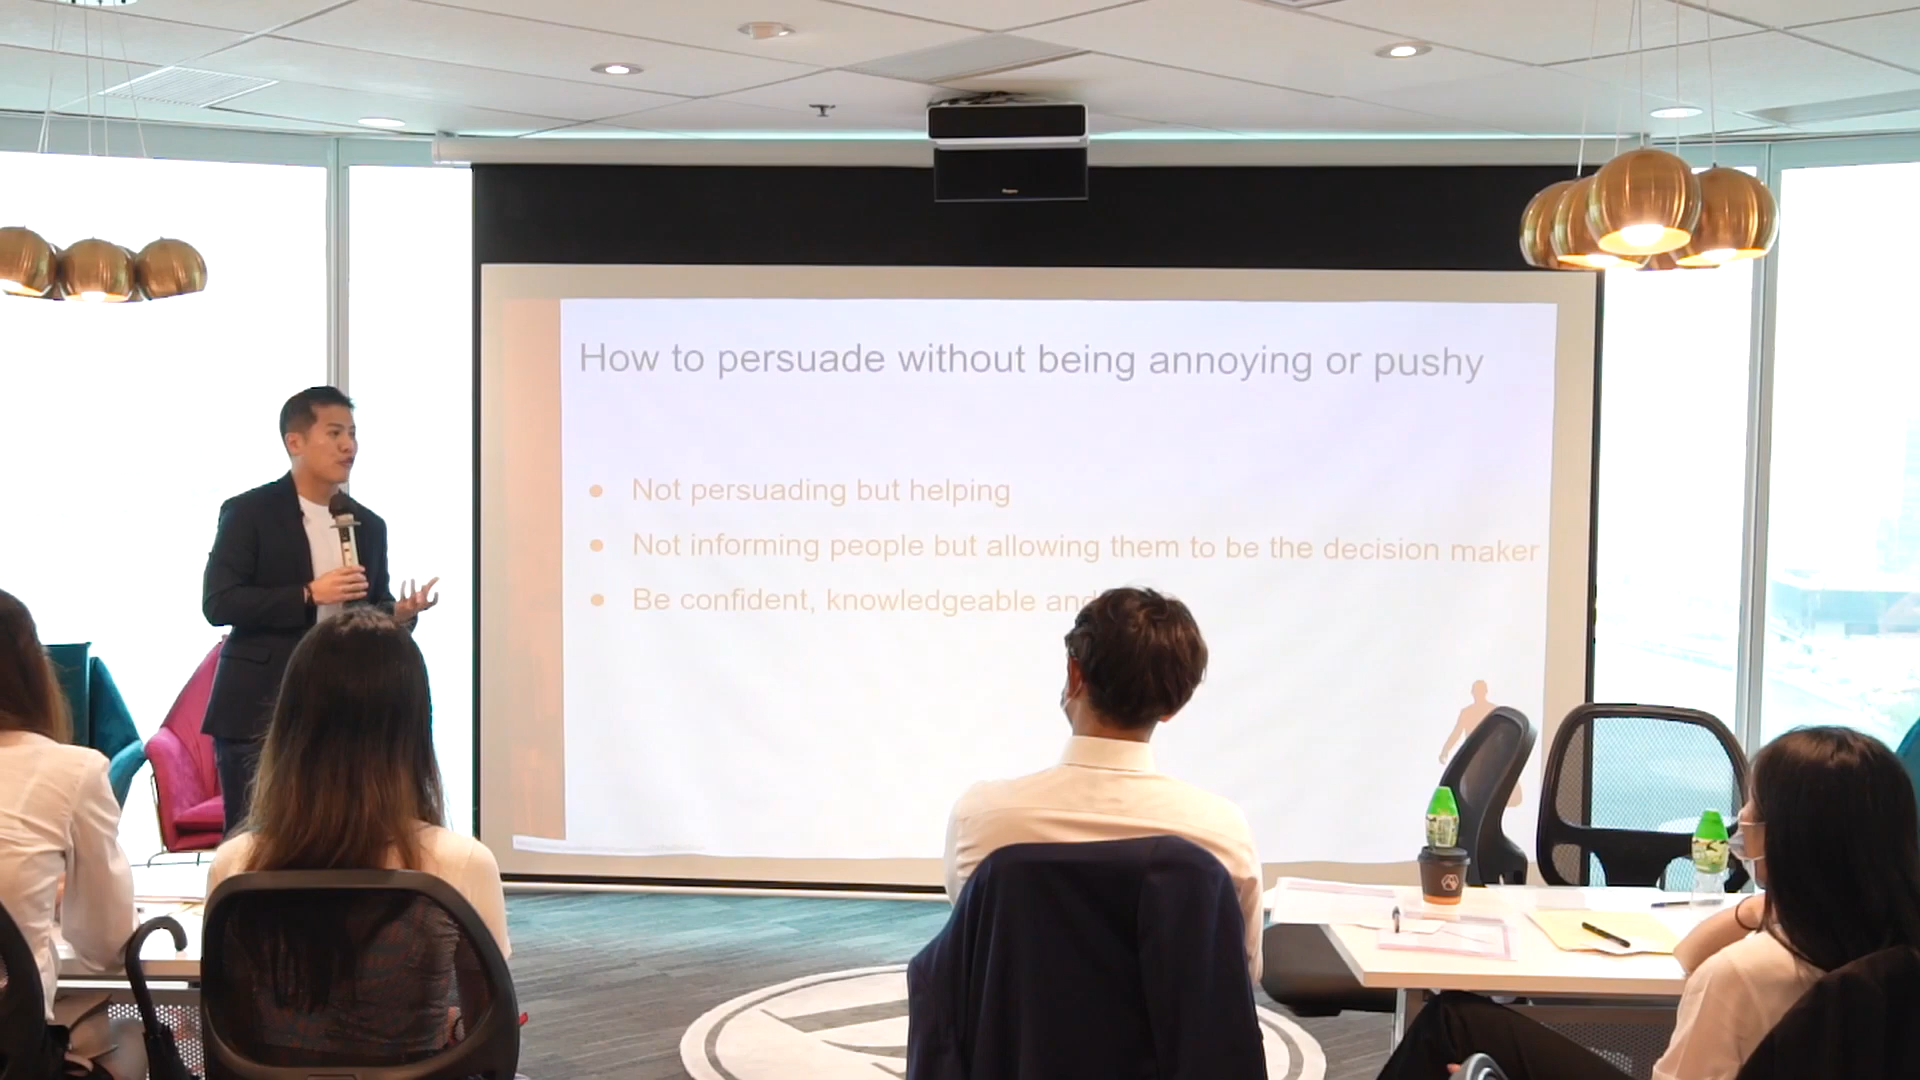 How to persuade without being annoying or pushy
● Not persuading but helping
● Not informing people but allowing them to be the decision maker
● Be confident, knowledgeable and